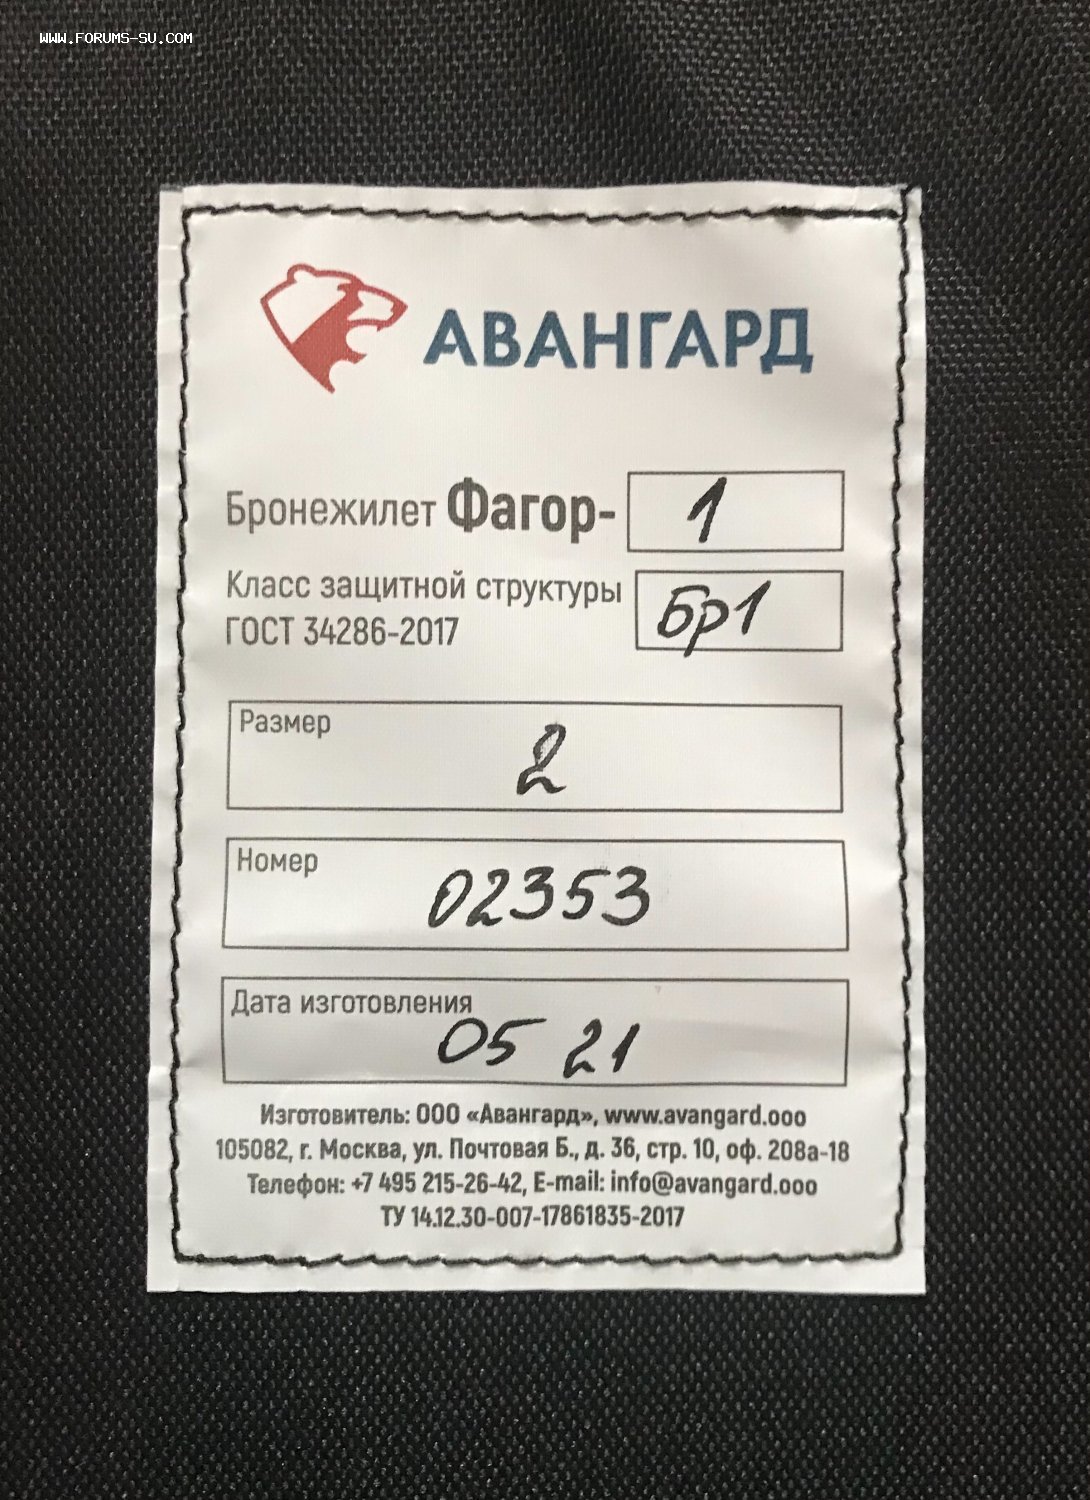 WWW.FORUMS-SU.COM
АВАНГАРД
Бронежилет Фагор- 1
Класс защитной структуры
ГОСТ 34286-2017
Бр1
Размер
2
Номер
02353
Дата изготовления
05 21
Изготовитель: ООО «Авангард», www.avangard.ooo
105082, г. Москва, ул. Почтовая Б., д. 36, стр. 10, оф. 208а-18
Телефон: +7 495 215-26-42, E-mail: info@avangard.ooo
ТУ 14.12.30-007-17861835-2017